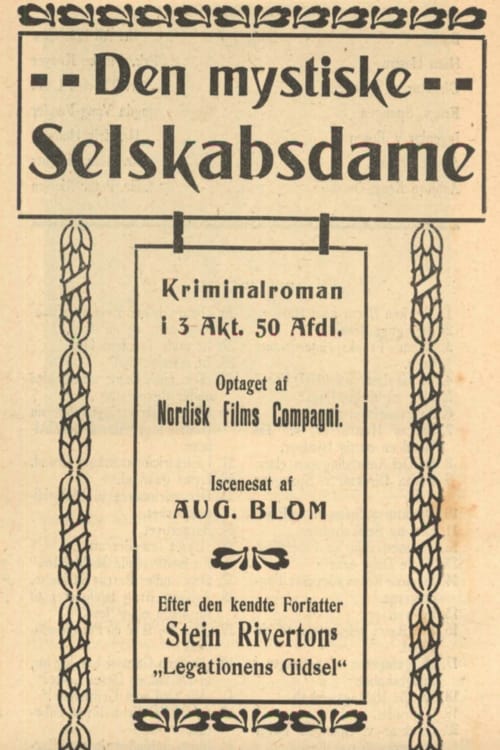 -- Den mystiske --
Selskabsdame
Kriminalroman
i 3 Akt. 50 Afdl.
Optaget af
Nordisk Films Compagni.
Iscenesat af
AUG. BLOM
Efter den kendte Forfatter
Stein Rivertons
„Legationens Gidsel“